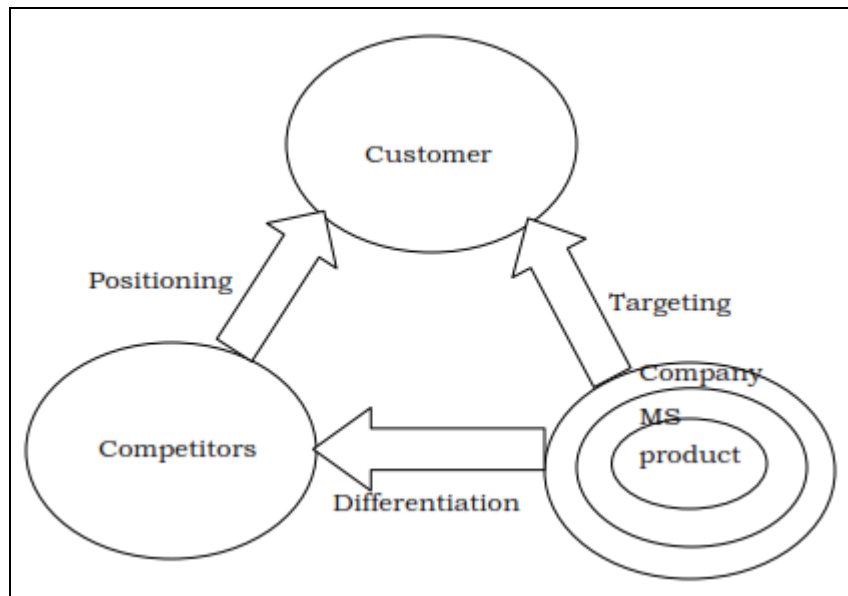 Customer
Positioning
Targeting
Company
MS
product
Competitors
Differentiation